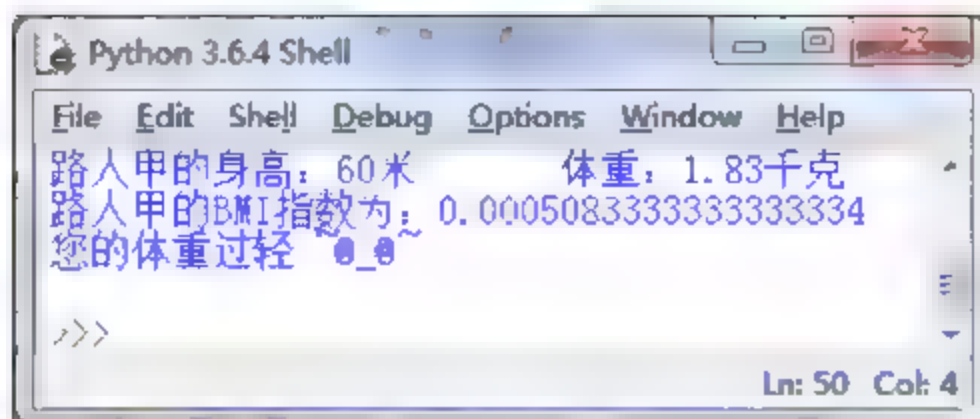 Python 3.6.4 Shell
File Edit Shell Debug Options Window Help
路人甲的身高：60米 体重：1.83千克
路人甲的BMI指数为：0.0005083333333333334
您的体重过轻 ~@_@~
>>>
Ln: 50 Col: 4